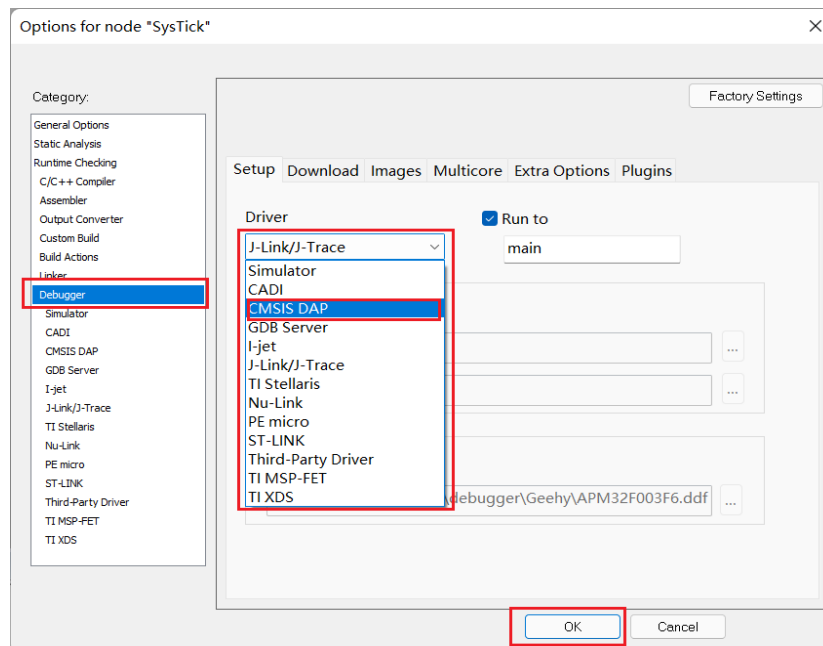 Options for node "SysTick"
Category:
Factory Settings
General Options
Static Analysis
Runtime Checking
C/C++ Compiler
Assembler
Output Converter
Custom Build
Build Actions
Linker
Debugger
Simulator
CADI
CMSIS DAP
GDB Server
I-jet
J-Link/J-Trace
TI Stellaris
Nu-Link
PE micro
ST-LINK
Third-Party Driver
TI MSP-FET
TI XDS
Setup Download Images Multicore Extra Options Plugins
Driver
Run to
J-Link/J-Trace
main
Simulator
CADI
CMSIS DAP
GDB Server
I-jet
J-Link/J-Trace
TI Stellaris
Nu-Link
PE micro
ST-LINK
Third-Party Driver
TI MSP-FET
TI XDS
\debugger\Geehy\APM32F003F6.ddf
...
...
...
OK
Cancel